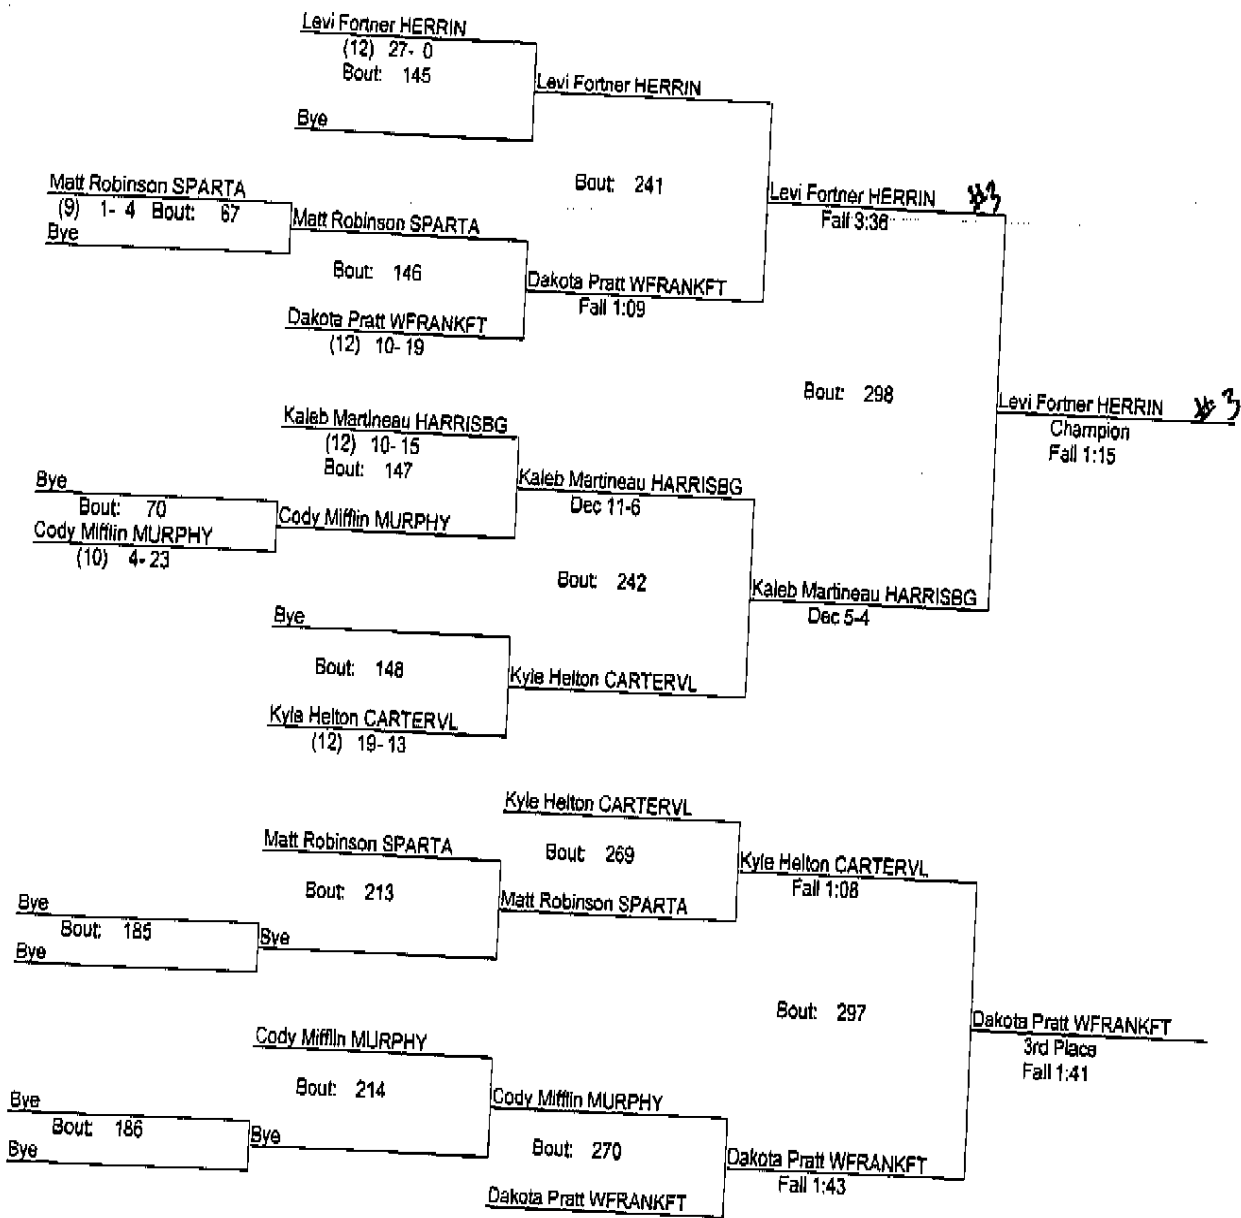 Levi Fortner HERRIN
(12) 27- 0
Bout: 145
Levi Fortner HERRIN
Bye
Bout: 241
Matt Robinson SPARTA
(9) 1- 4 Bout: 67
Bye
Matt Robinson SPARTA
Bout: 146
Dakota Pratt WFRANKFT
(12) 10-19
Dakota Pratt WFRANKFT
Fall 1:09
Levi Fortner HERRIN #3
Fall 3:36
Kaleb Martineau HARRISBG
(12) 10-15
Bout: 147
Bye
Bout: 70
Cody Mifflin MURPHY
(10) 4-23
Cody Mifflin MURPHY
Kaleb Martineau HARRISBG
Dec 11-6
Bout: 242
Bye
Bout: 148
Kyle Helton CARTERVL
(12) 19-13
Kyle Helton CARTERVL
Kaleb Martineau HARRISBG
Dec 5-4
Bout: 298
Levi Fortner HERRIN #3
Champion
Fall 1:15
Kyle Helton CARTERVL
Bout: 269
Matt Robinson SPARTA
Bout: 213
Bye
Bout: 185
Bye
Bye
Matt Robinson SPARTA
Kyle Helton CARTERVL
Fall 1:08
Cody Mifflin MURPHY
Bout: 214
Bye
Bout: 186
Bye
Bye
Cody Mifflin MURPHY
Bout: 270
Dakota Pratt WFRANKFT
Dakota Pratt WFRANKFT
Fall 1:43
Bout: 297
Dakota Pratt WFRANKFT
3rd Place
Fall 1:41